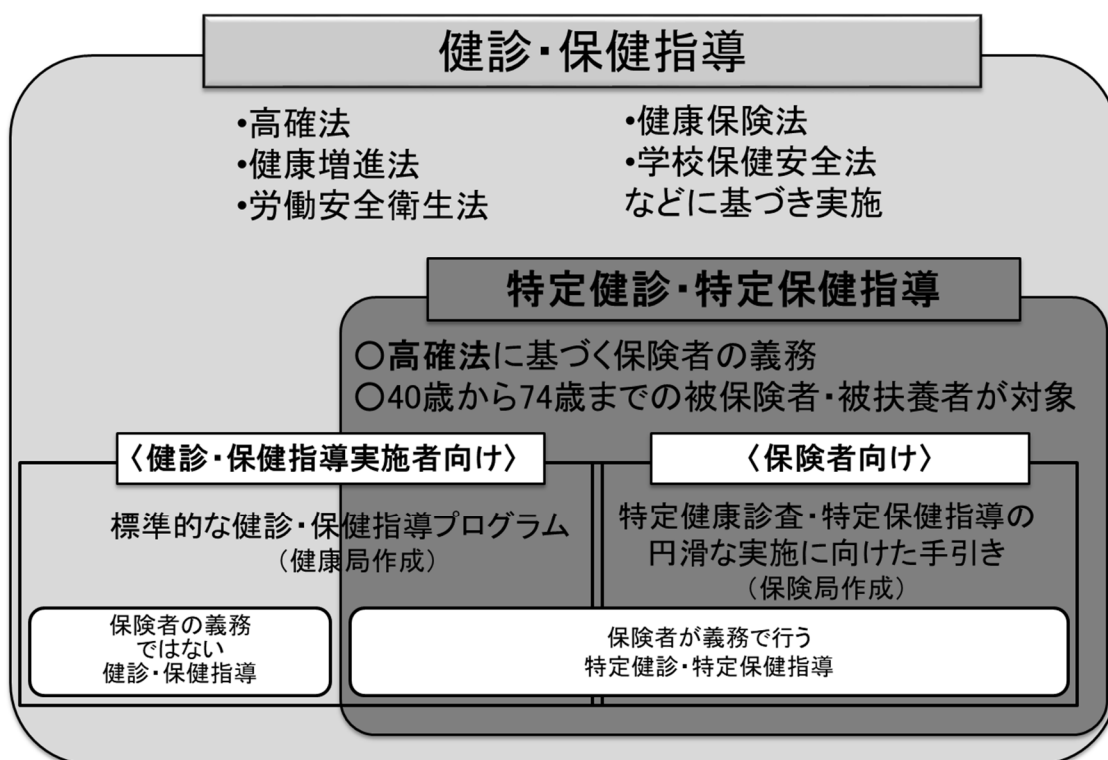 健診・保健指導
•高確法
•健康増進法
•労働安全衛生法
•健康保険法
•学校保健安全法
などに基づき実施
特定健診・特定保健指導
○高確法に基づく保険者の義務
○40歳から74歳までの被保険者・被扶養者が対象
〈健診・保健指導実施者向け〉
標準的な健診・保健指導プログラム
（健康局作成）
〈保険者向け〉
特定健康診査・特定保健指導の
円滑な実施に向けた手引き
（保険局作成）
保険者の義務
ではない
健診・保健指導
保険者が義務で行う
特定健診・特定保健指導